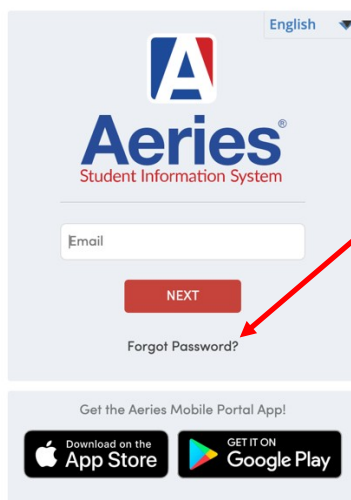 English
Aeries®
Student Information System
Email
NEXT
Forgot Password?
Get the Aeries Mobile Portal App!
Download on the
App Store
GET IT ON
Google Play